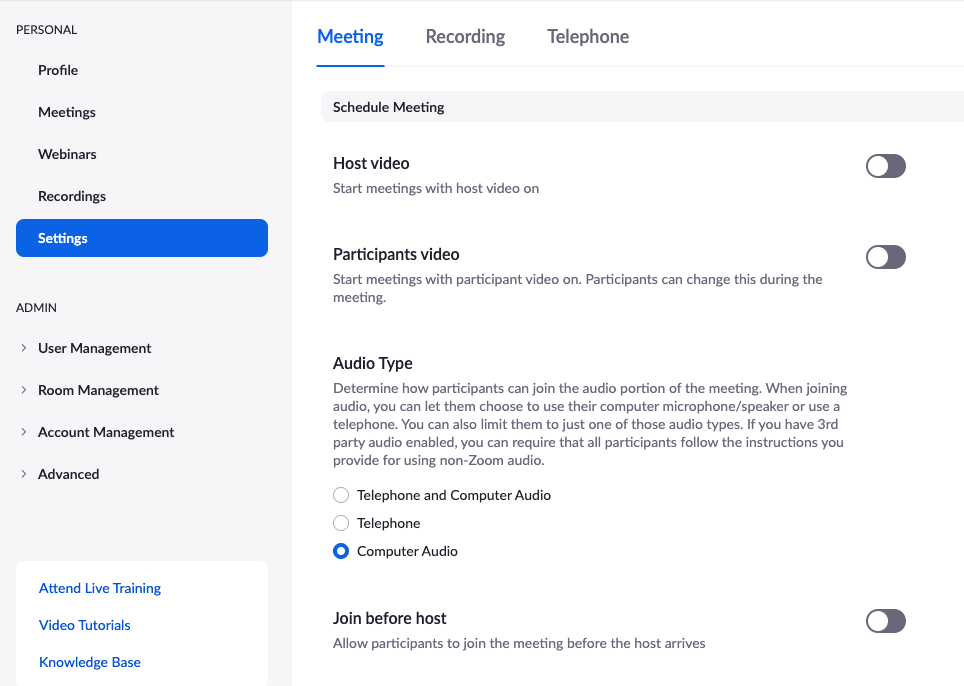 PERSONAL
Profile
Meetings
Webinars
Recordings
Settings
ADMIN
User Management
Room Management
Account Management
Advanced
Attend Live Training
Video Tutorials
Knowledge Base
Meeting
Recording
Telephone
Schedule Meeting
Host video
Start meetings with host video on
Participants video
Start meetings with participant video on. Participants can change this during the
meeting.
Audio Type
Determine how participants can join the audio portion of the meeting. When joining
audio, you can let them choose to use their computer microphone/speaker or use a
telephone. You can also limit them to just one of those audio types. If you have 3rd
party audio enabled, you can require that all participants follow the instructions you
provide for using non-Zoom audio.
Telephone and Computer Audio
Telephone
Computer Audio
Join before host
Allow participants to join the meeting before the host arrives